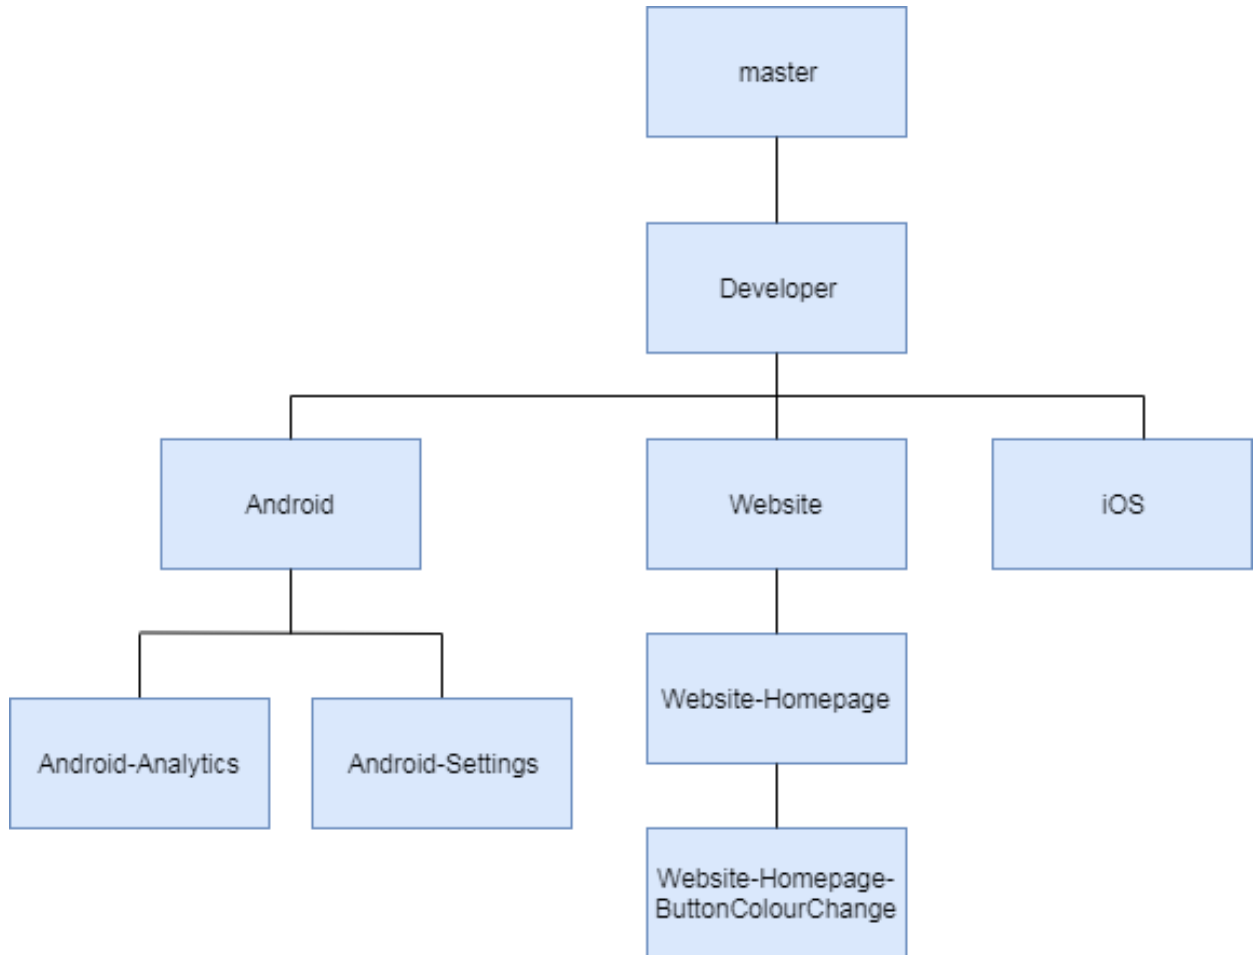 master
Developer
Android
Website
iOS
Website-Homepage
Android-Analytics
Android-Settings
Website-Homepage-
ButtonColourChange